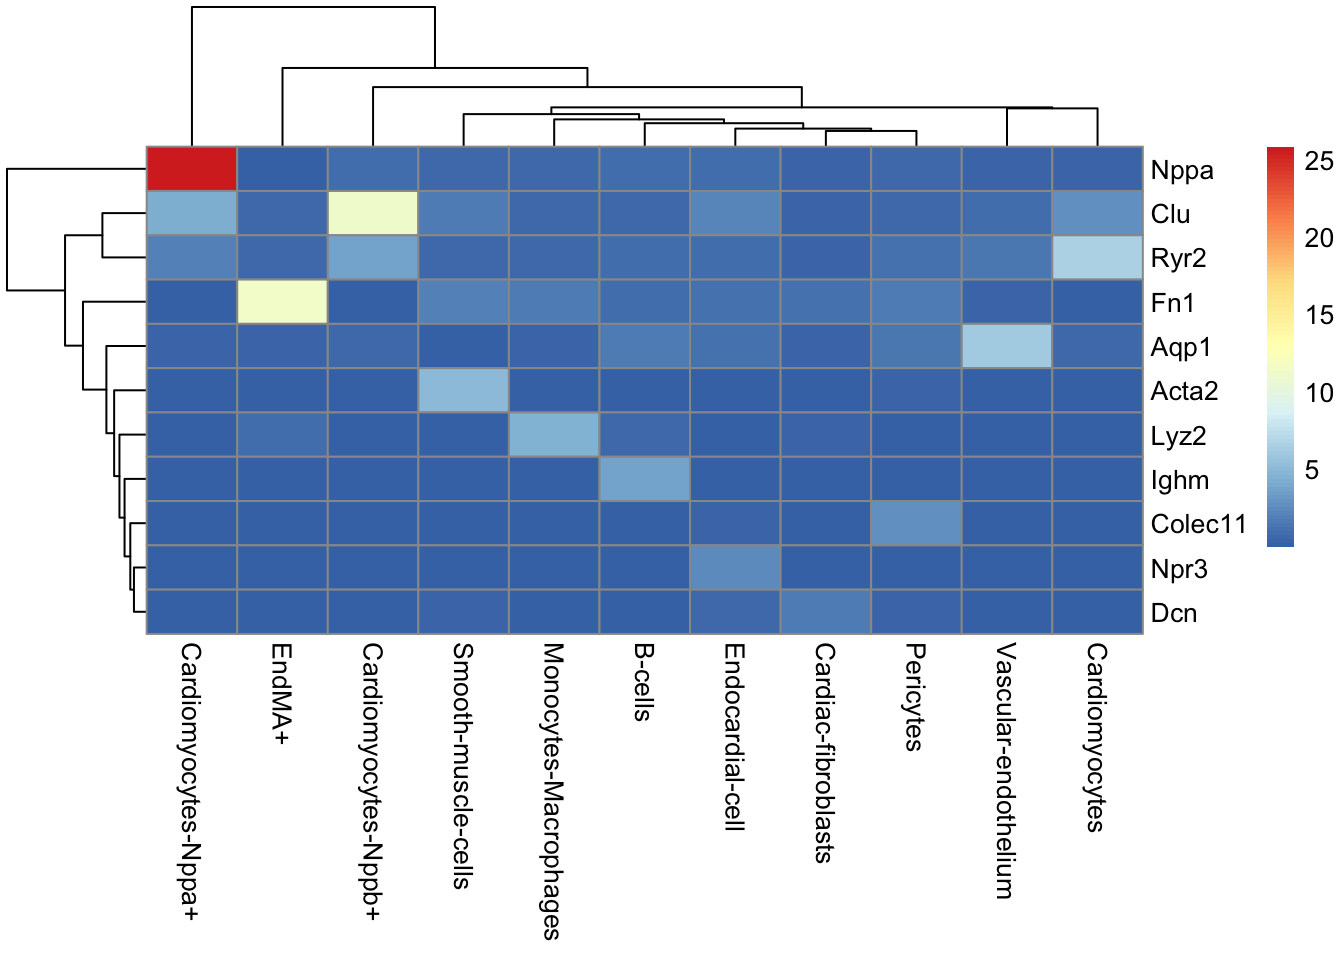 Nppa
Clu
Ryr2
Fn1
Aqp1
Acta2
Lyz2
Ighm
Colec11
Npr3
Dcn
25
20
15
10
5
Cardiomyocytes-Nppa+
EndMA+
Cardiomyocytes-Nppb+
Smooth-muscle-cells
Monocytes-Macrophages
B-cells
Endocardial-cell
Cardiac-fibroblasts
Pericytes
Vascular-endothelium
Cardiomyocytes